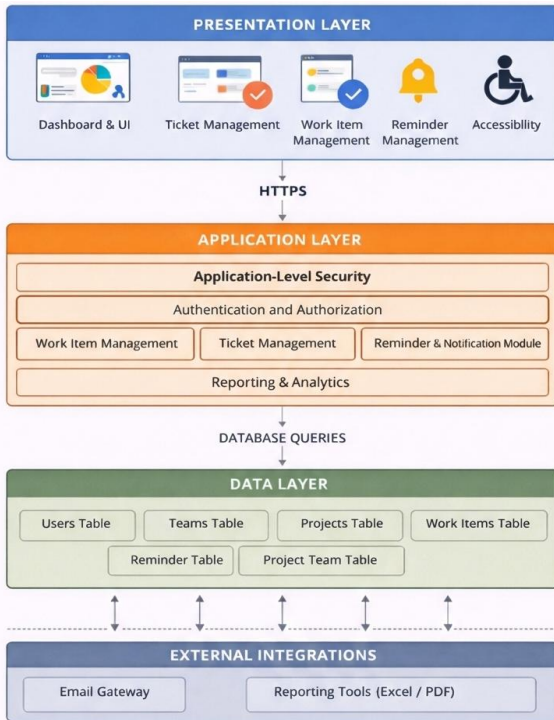 PRESENTATION LAYER
Dashboard & UI
Ticket Management
Work Item
Management
Reminder
Management
Accessibllity
HTTPS
APPLICATION LAYER
Application-Level Security
Authentication and Authorization
Work Item Management
Ticket Management
Reminder & Notification Module
Reporting & Analytics
DATABASE QUERIES
DATA LAYER
Users Table
Teams Table
Projects Table
Work Items Table
Reminder Table
Project Team Table
EXTERNAL INTEGRATIONS
Email Gateway
Reporting Tools (Excel / PDF)